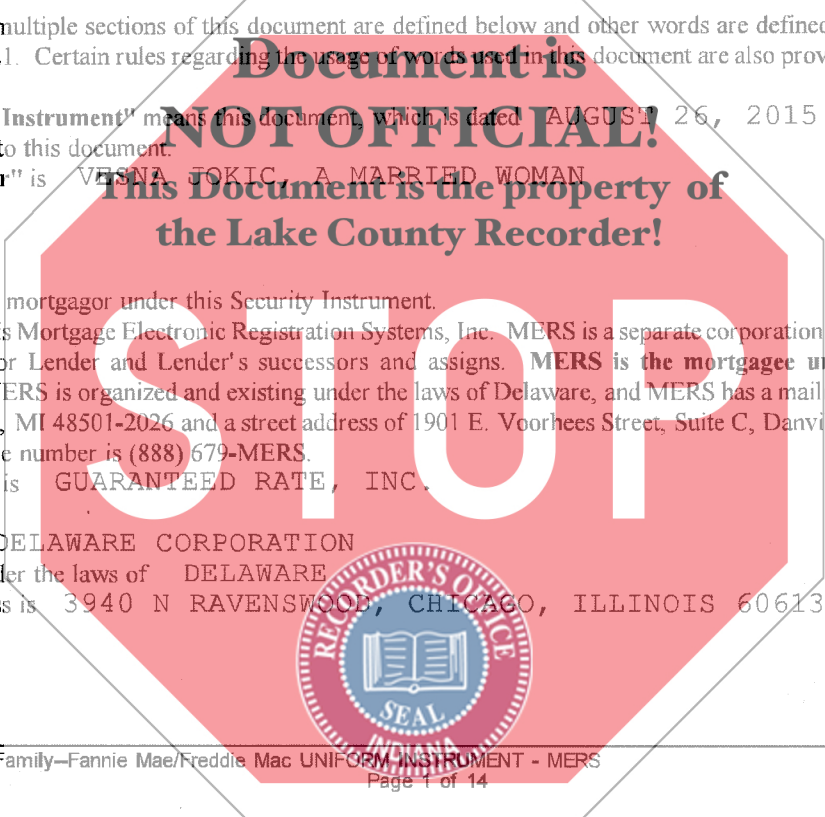 multiple sections of this document are defined below and other words are defined
.1. Certain rules regarding the usage of words used in this document are also prov
Document is
Instrument" means this document, which is dated AUGUST 26, 2015
NOT OFFICIAL!
to this document.
r" is VESNA JOKIC, A MARRIED WOMAN
This Document is the property of
the Lake County Recorder!
mortgagor under this Security Instrument.
is Mortgage Electronic Registration Systems, Inc. MERS is a separate corporation
or Lender and Lender's successors and assigns. MERS is the mortgagee u
MERS is organized and existing under the laws of Delaware, and MERS has a mail
, MI 48501-2026 and a street address of 1901 E. Voorhees Street, Suite C, Danvi
e number is (888) 679-MERS.
STOP
is GUARANTEED RATE, INC.
DELAWARE CORPORATION
der the laws of DELAWARE
s is 3940 N RAVENSWOOD, CHICAGO, ILLINOIS 60613
RECORDER'S OFFICE
SEAL
INDIANA
Family—Fannie Mae/Freddie Mac UNIFORM INSTRUMENT - MERS
Page 1 of 14